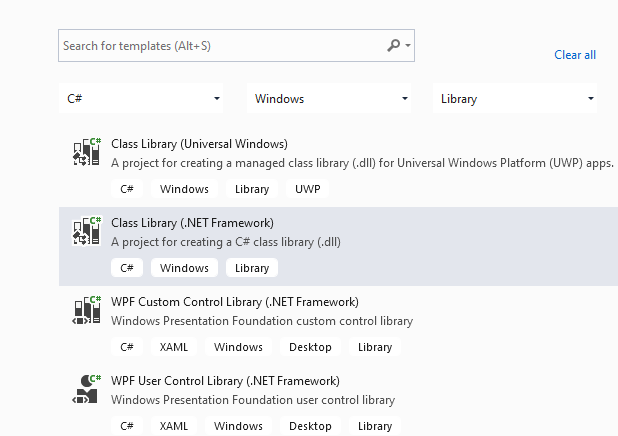 Search for templates (Alt+S)
Clear all
C# Windows Library
C#
Class Library (Universal Windows)
A project for creating a managed class library (.dll) for Universal Windows Platform (UWP) apps.
C# Windows Library UWP
C#
Class Library (.NET Framework)
A project for creating a C# class library (.dll)
C# Windows Library
C#
WPF Custom Control Library (.NET Framework)
Windows Presentation Foundation custom control library
C# XAML Windows Desktop Library
C#
WPF User Control Library (.NET Framework)
Windows Presentation Foundation user control library
C# XAML Windows Desktop Library